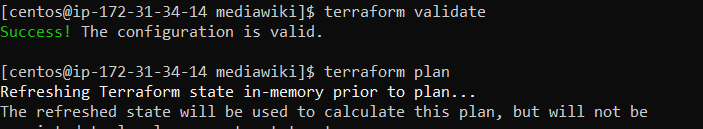 [centos@ip-172-31-34-14 mediawiki]$ terraform validate
Success! The configuration is valid.
[centos@ip-172-31-34-14 mediawiki]$ terraform plan
Refreshing Terraform state in-memory prior to plan...
The refreshed state will be used to calculate this plan, but will not be